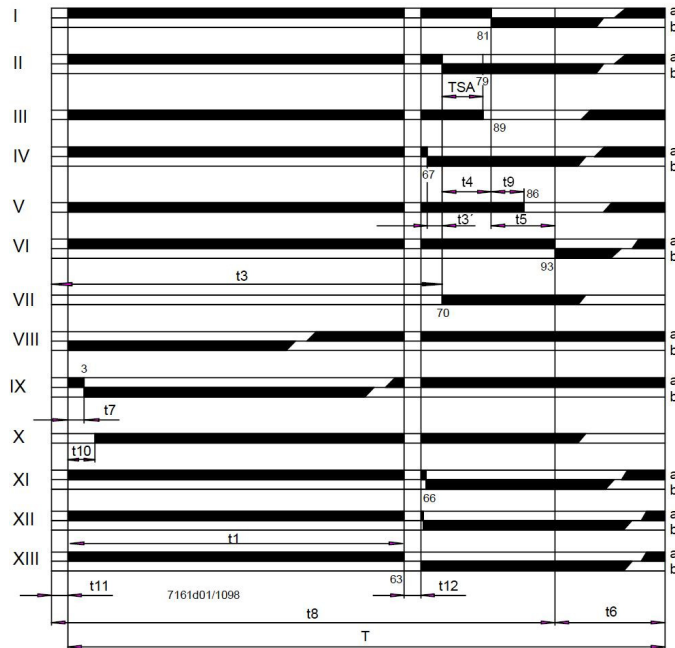 I a
81 b
II a
79 b
TSA
III
89
IV a
67 b
t4 t9
86
V
t3´ t5
VI a
93 b
t3
VII
70
VIII a
b
3
IX a
b
t7
X
t10
XI a
66 b
XII a
b
t1
XIII a
63 b
t11 7161d01/1098 t12
t8 t6
T